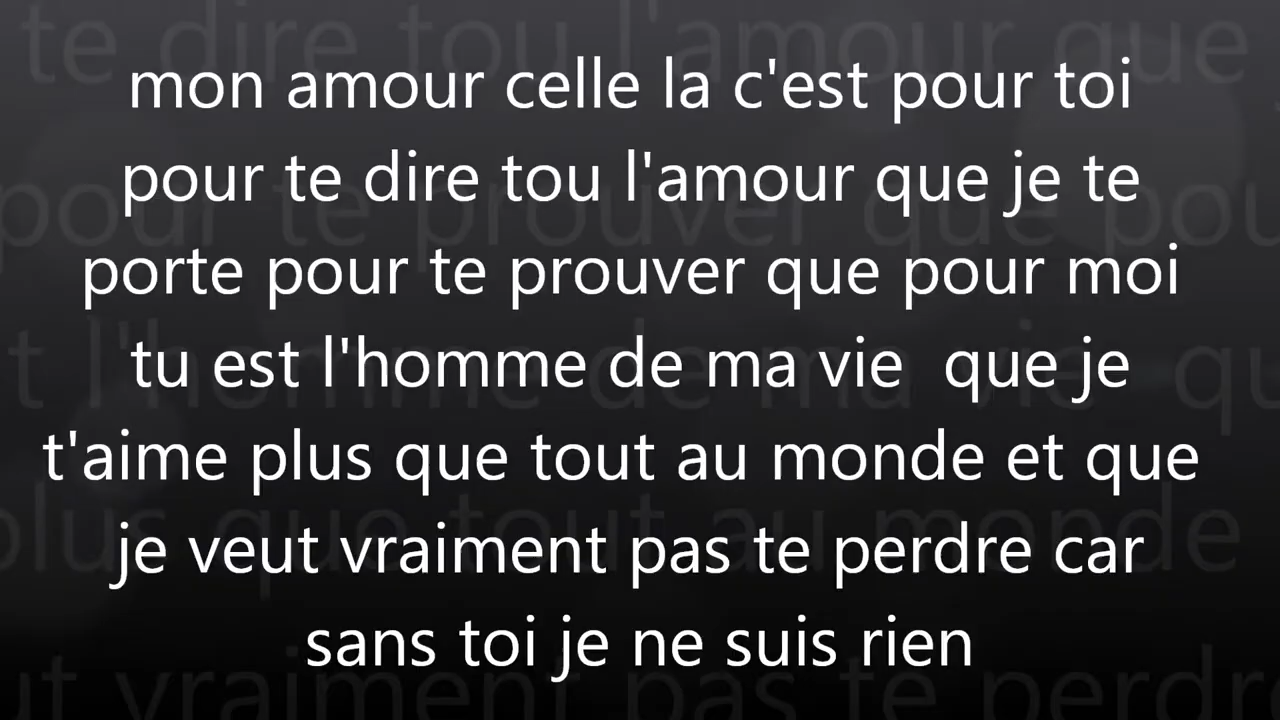 mon amour celle la c'est pour toi
pour te dire tou l'amour que je te
porte pour te prouver que pour moi
tu est l'homme de ma vie  que je
t'aime plus que tout au monde et que
je veut vraiment pas te perdre car
sans toi je ne suis rien